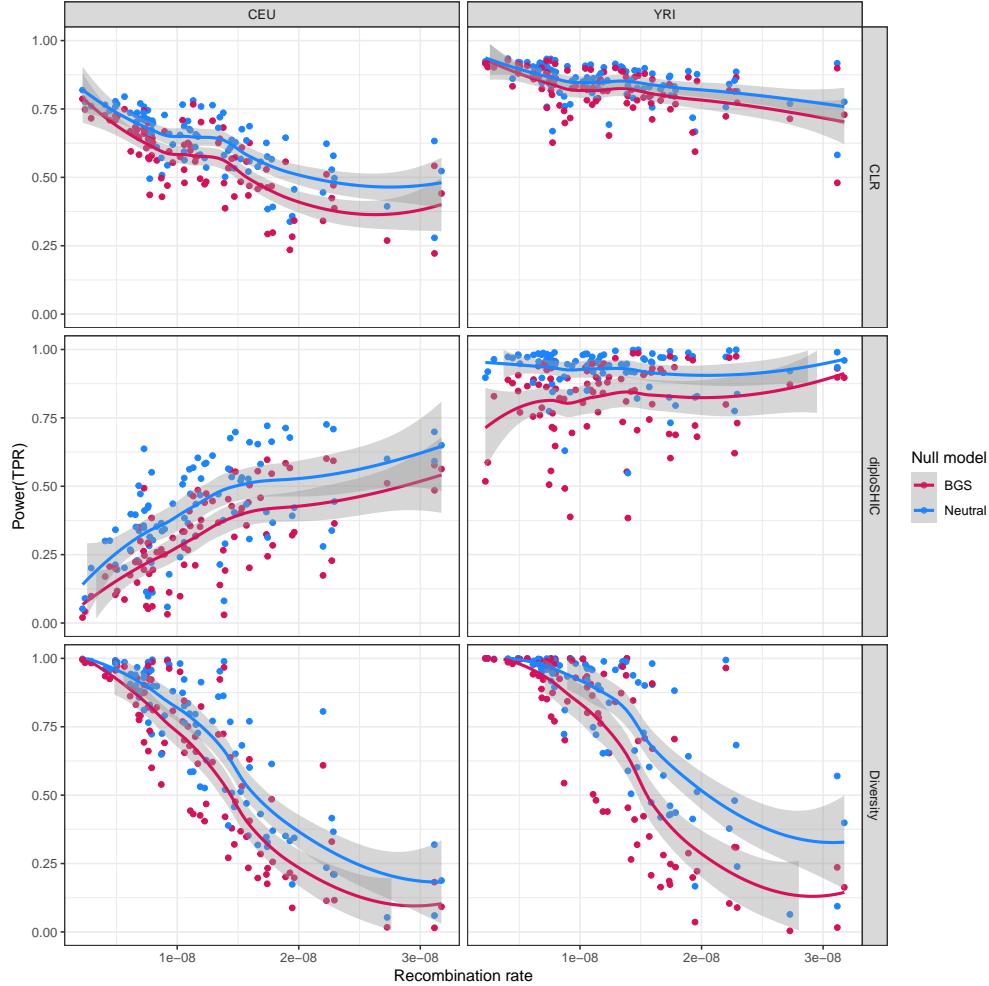 CEU
YRI
1.00
0.75
0.50
0.25
0.00
CLR
1.00
0.75
0.50
0.25
0.00
diploSHIC
1.00
0.75
0.50
0.25
0.00
Diversity
Power(TPR)
1e−08
2e−08
3e−08
1e−08
2e−08
3e−08
Recombination rate
Null model
BGS
Neutral